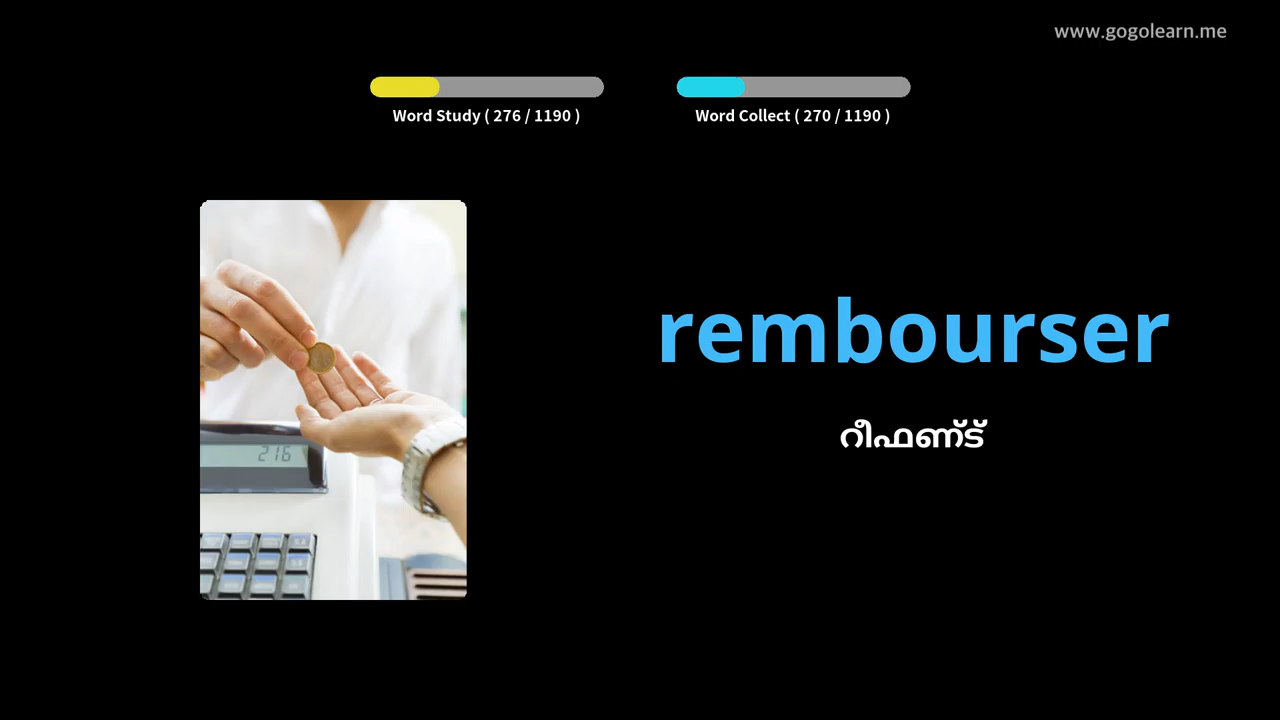 www.gogolearn.me
Word Study ( 276 / 1190 )
Word Collect ( 270 / 1190 )
rembourser
റീഫണ്ട്
216